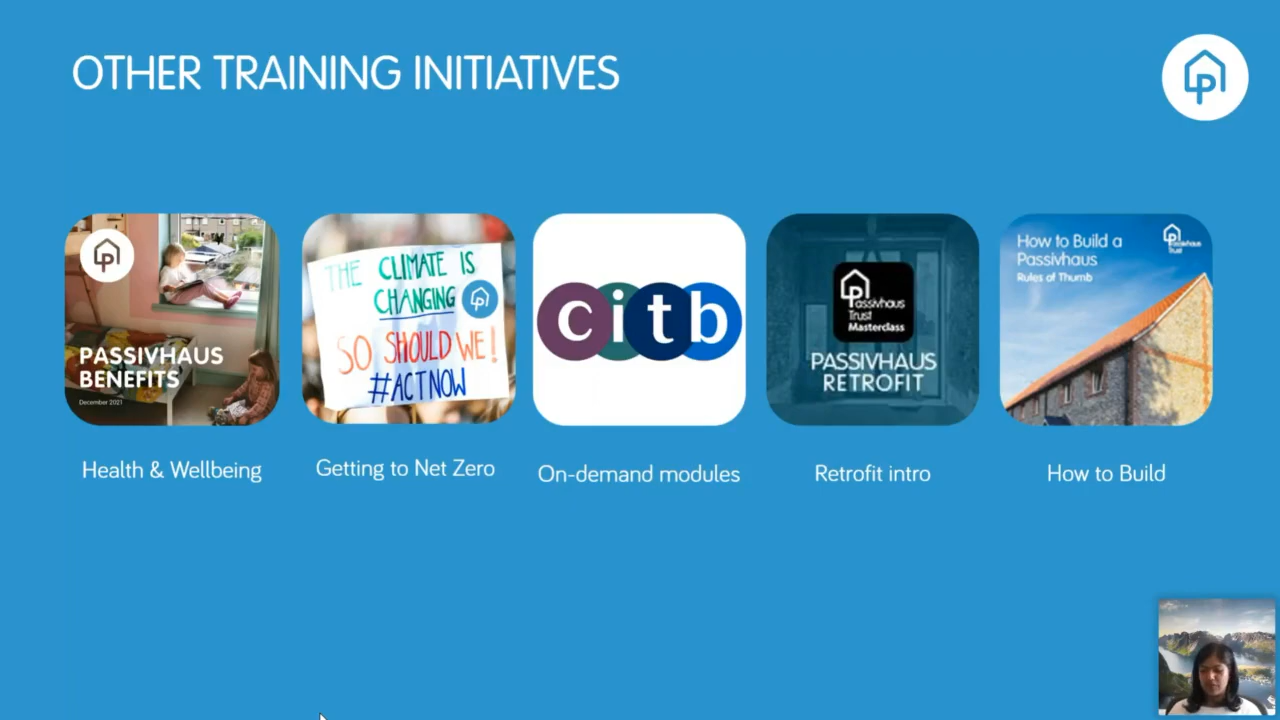 OTHER TRAINING INITIATIVES
PASSIVHAUS
BENEFITS
December 2021
THE CLIMATE IS
CHANGING
SO SHOULD WE!
#ACTNOW
citb
Passivhaus
Trust
Masterclass
PASSIVHAUS
RETROFIT
How to Build a
Passivhaus
Rules of Thumb
Passivhaus
Trust
Health & Wellbeing
Getting to Net Zero
On-demand modules
Retrofit intro
How to Build